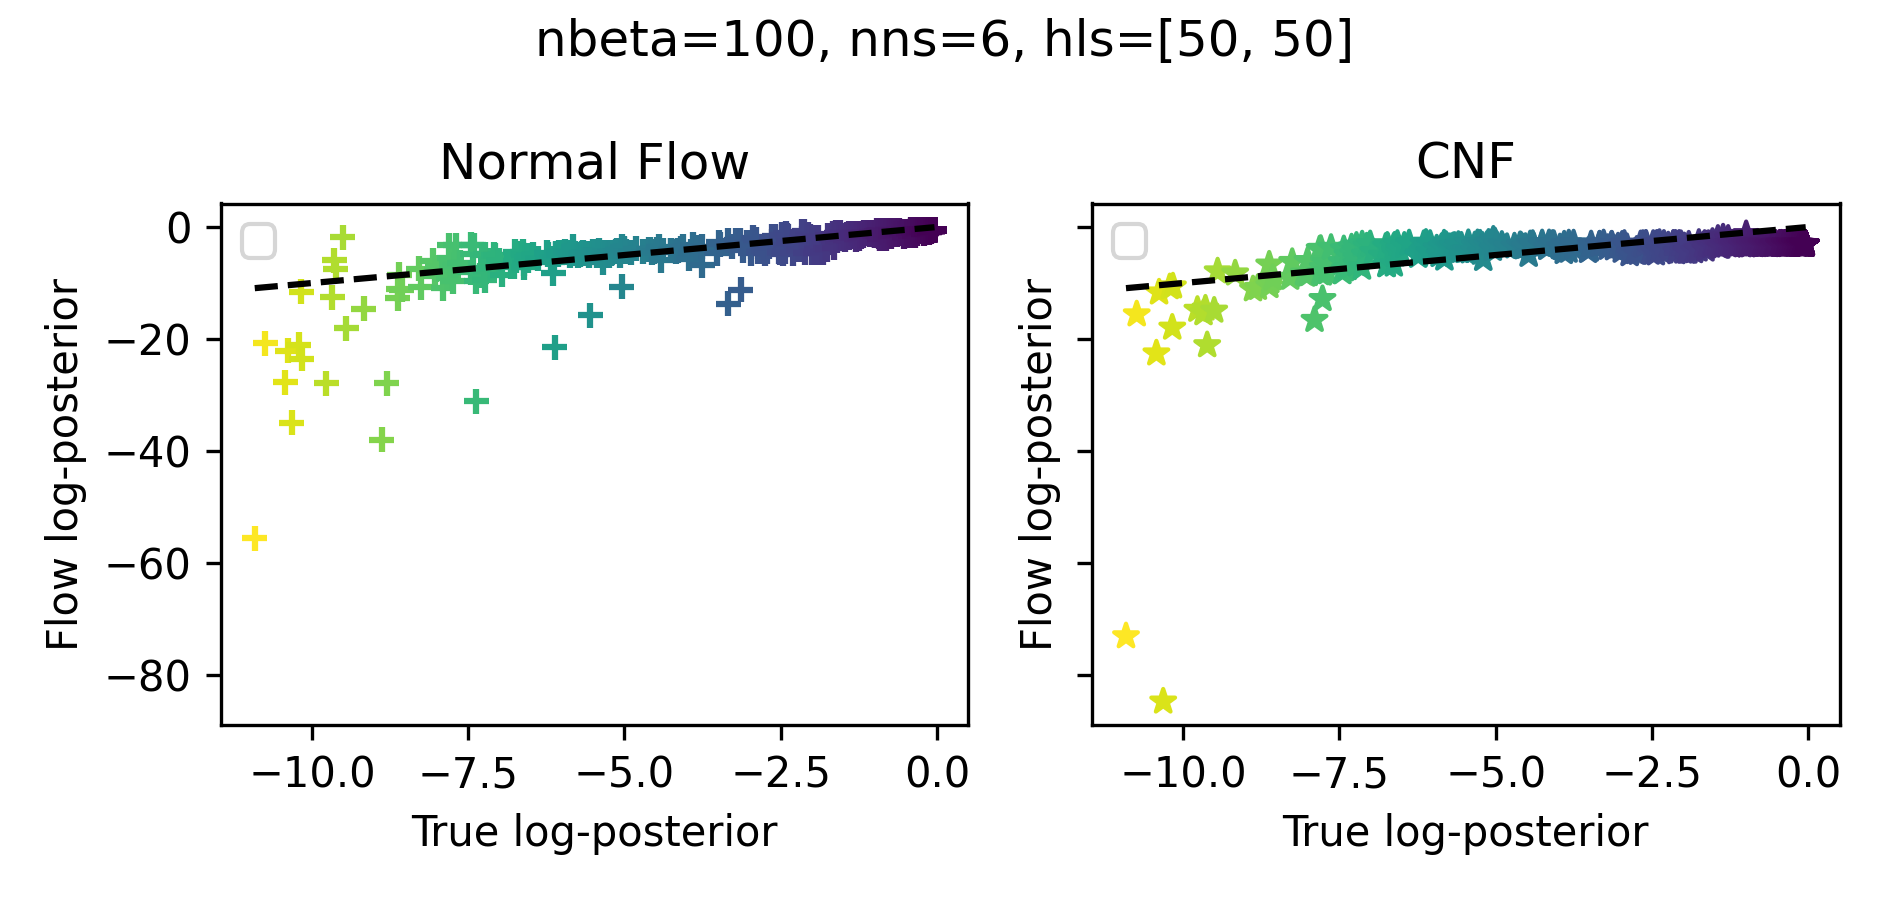 nbeta=100, nns=6, hls=[50, 50]
Normal Flow
CNF
Flow log-posterior
0
−20
−40
−60
−80
−10.0 −7.5 −5.0 −2.5 0.0
True log-posterior
Flow log-posterior
−10.0 −7.5 −5.0 −2.5 0.0
True log-posterior